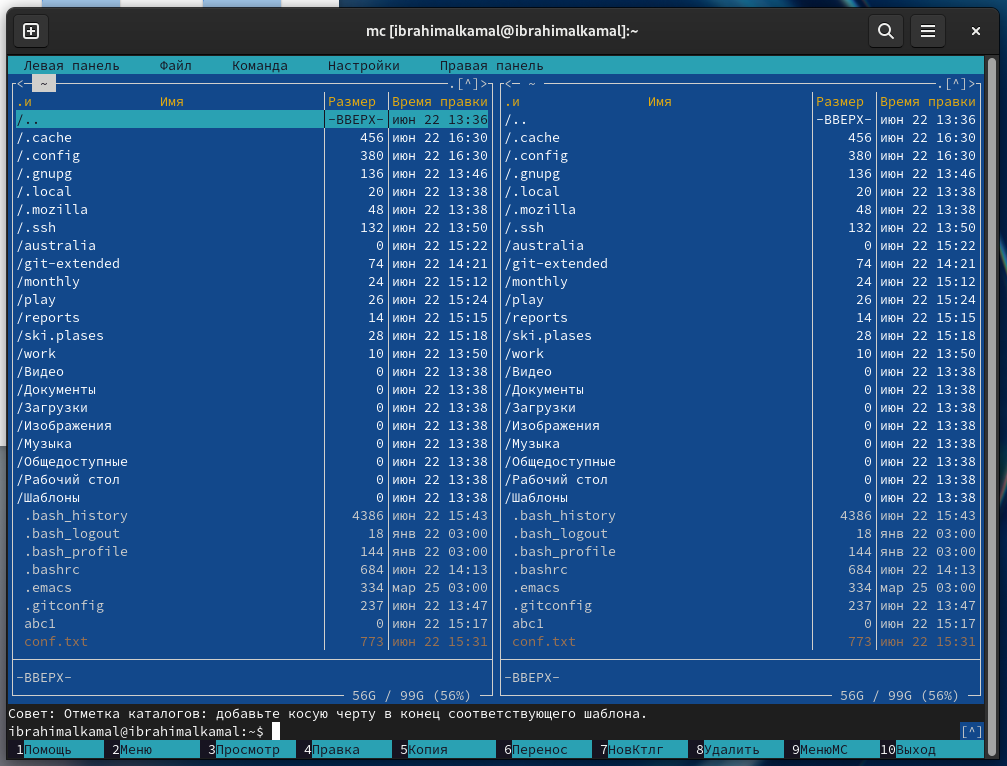 mc [ibrahimalkamal@ibrahimalkamal]:~
Левая панель Файл Команда Настройки Правая панель
<— ~ .[^]> <— ~ .[^]>
.и Имя Размер Время правки .и Имя Размер Время правки
/.. -ВВЕРХ- июн 22 13:36 /.. -ВВЕРХ- июн 22 13:36
/.cache 456 июн 22 16:30 /.cache 456 июн 22 16:30
/.config 380 июн 22 16:30 /.config 380 июн 22 16:30
/.gnupg 136 июн 22 13:46 /.gnupg 136 июн 22 13:46
/.local 20 июн 22 13:38 /.local 20 июн 22 13:38
/.mozilla 48 июн 22 13:38 /.mozilla 48 июн 22 13:38
/.ssh 132 июн 22 13:50 /.ssh 132 июн 22 13:50
/australia 0 июн 22 15:22 /australia 0 июн 22 15:22
/git-extended 74 июн 22 14:21 /git-extended 74 июн 22 14:21
/monthly 24 июн 22 15:12 /monthly 24 июн 22 15:12
/play 26 июн 22 15:24 /play 26 июн 22 15:24
/reports 14 июн 22 15:15 /reports 14 июн 22 15:15
/ski.plases 28 июн 22 15:18 /ski.plases 28 июн 22 15:18
/work 10 июн 22 13:50 /work 10 июн 22 13:50
/Видео 0 июн 22 13:38 /Видео 0 июн 22 13:38
/Документы 0 июн 22 13:38 /Документы 0 июн 22 13:38
/Загрузки 0 июн 22 13:38 /Загрузки 0 июн 22 13:38
/Изображения 0 июн 22 13:38 /Изображения 0 июн 22 13:38
/Музыка 0 июн 22 13:38 /Музыка 0 июн 22 13:38
/Общедоступные 0 июн 22 13:38 /Общедоступные 0 июн 22 13:38
/Рабочий стол 0 июн 22 13:38 /Рабочий стол 0 июн 22 13:38
/Шаблоны 0 июн 22 13:38 /Шаблоны 0 июн 22 13:38
.bash_history 4386 июн 22 15:43 .bash_history 4386 июн 22 15:43
.bash_logout 18 янв 22 03:00 .bash_logout 18 янв 22 03:00
.bash_profile 144 янв 22 03:00 .bash_profile 144 янв 22 03:00
.bashrc 684 июн 22 14:13 .bashrc 684 июн 22 14:13
.emacs 334 мар 25 03:00 .emacs 334 мар 25 03:00
.gitconfig 237 июн 22 13:47 .gitconfig 237 июн 22 13:47
abc1 0 июн 22 15:17 abc1 0 июн 22 15:17
conf.txt 773 июн 22 15:31 conf.txt 773 июн 22 15:31
-ВВЕРХ- -ВВЕРХ-
56G / 99G (56%) 56G / 99G (56%)
Совет: Отметка каталогов: добавьте косую черту в конец соответствующего шаблона.
ibrahimalkamal@ibrahimalkamal:~$ [^]
1Помощь 2Меню 3Просмотр 4Правка 5Копия 6Перенос 7НовКтлг 8Удалить 9МенюМС 10Выход